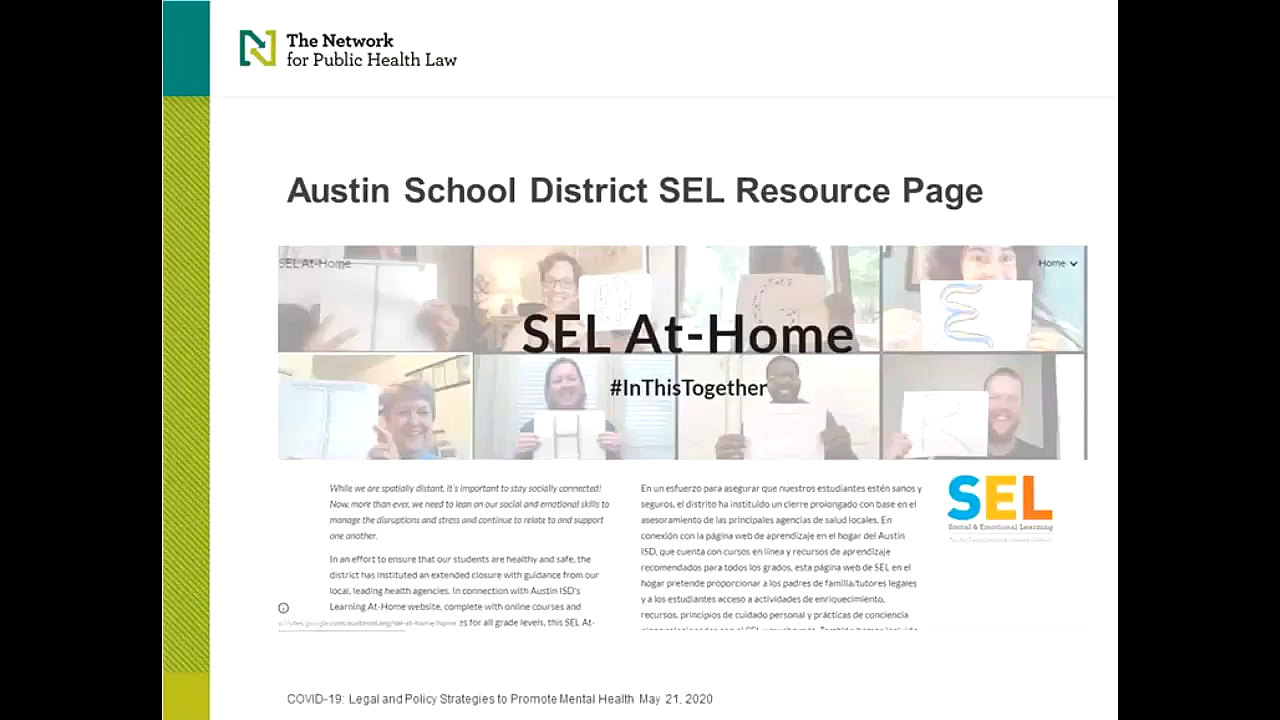 The Network
for Public Health Law
Austin School District SEL Resource Page
SEL At-Home
Home
SEL At-Home
#InThisTogether
While we are spatially distant, it's important to stay socially connected!
Now, more than ever, we need to lean on our social and emotional skills to
manage the disruptions and stress and continue to relate to and support
one another.
In an effort to ensure that our students are healthy and safe, the
district has instituted an extended closure with guidance from our
local, leading health agencies. In connection with Austin ISD's
Learning At-Home website, complete with online courses and
es for all grade levels, this SEL At-
En un esfuerzo para asegurar que nuestros estudiantes estén sanos y
seguros, el distrito ha instituido un cierre prolongado con base en el
asesoramiento de las principales agencias de salud locales. En
conexión con la página web de aprendizaje en el hogar del Austin
ISD, que cuenta con cursos en línea y recursos de aprendizaje
recomendados para todos los grados, esta página web de SEL en el
hogar pretende proporcionar a los padres de familia/tutores legales
y a los estudiantes acceso a actividades de enriquecimiento,
recursos, principios de cuidado personal y prácticas de conciencia
SEL
Social & Emotional Learning
COVID-19: Legal and Policy Strategies to Promote Mental Health May 21, 2020